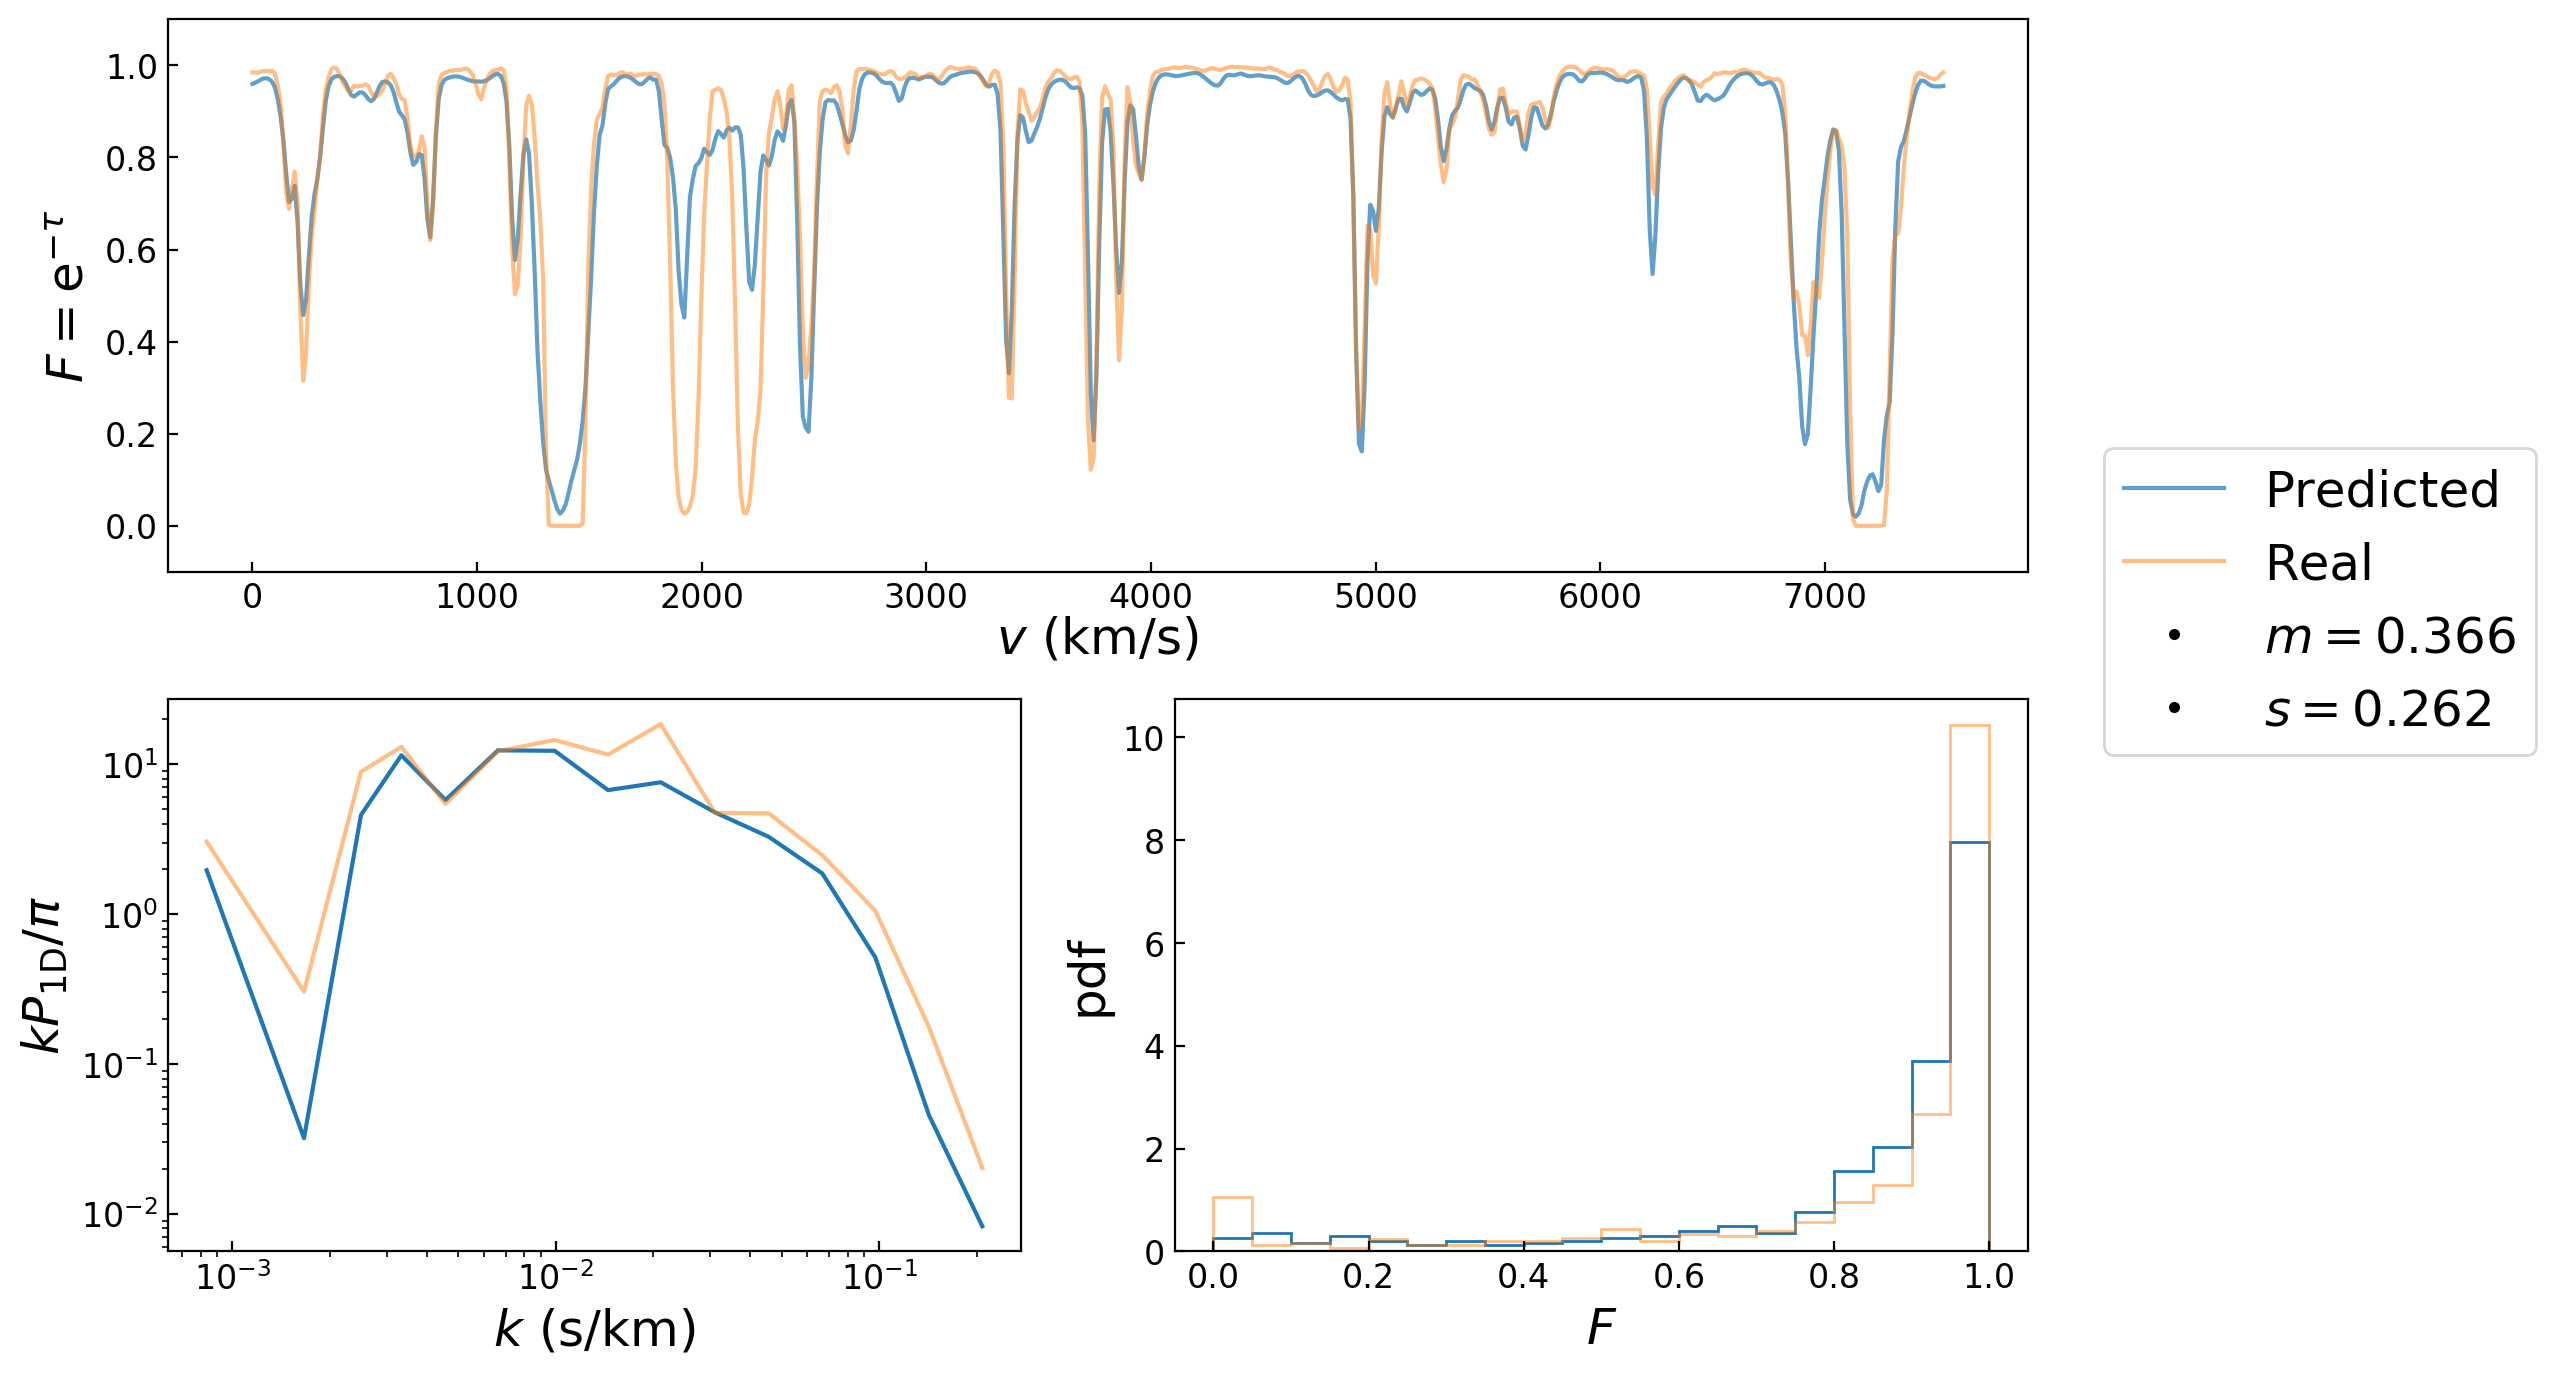 F = e^{−τ}
1.0
0.8
0.6
0.4
0.2
0.0
0 1000 2000 3000 4000 5000 6000 7000
v (km/s)
Predicted
Real
m = 0.366
s = 0.262
kP_{1D}/π
10^1
10^0
10^{−1}
10^{−2}
10^{−3} 10^{−2} 10^{−1}
k (s/km)
pdf
10
8
6
4
2
0
0.0 0.2 0.4 0.6 0.8 1.0
F